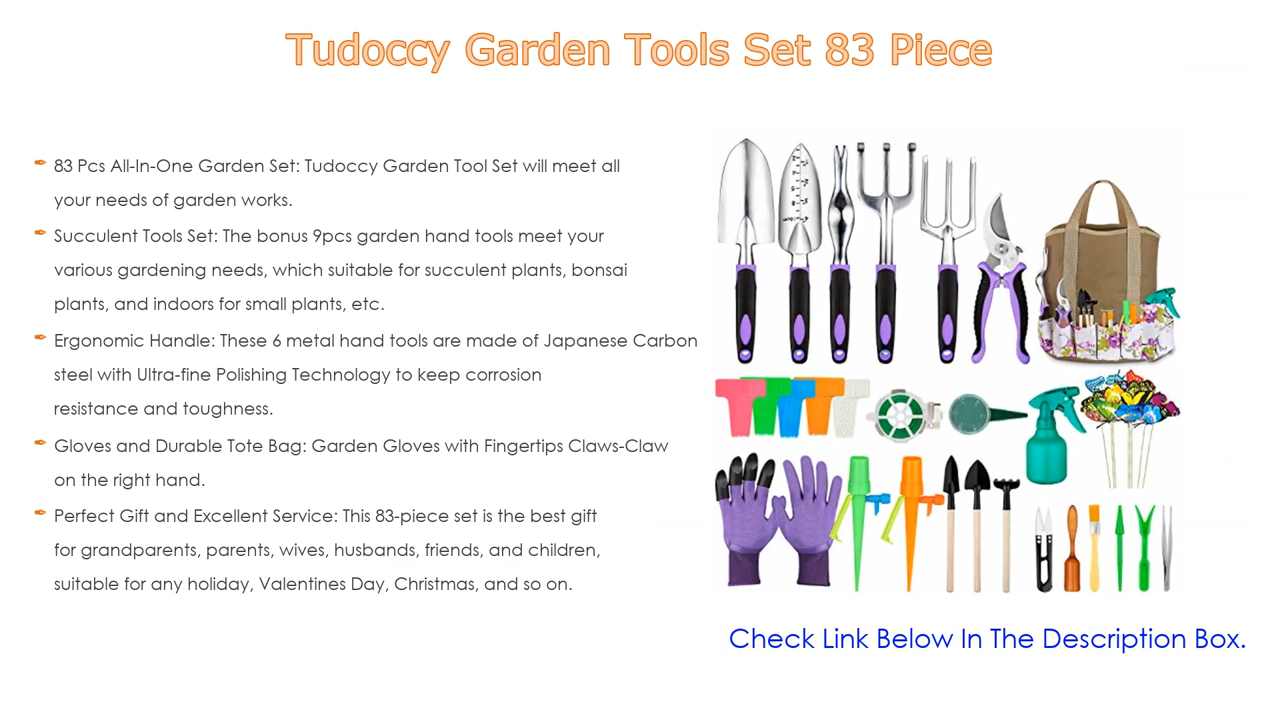 Tudoccy Garden Tools Set 83 Piece
83 Pcs All-In-One Garden Set: Tudoccy Garden Tool Set will meet all
your needs of garden works.
Succulent Tools Set: The bonus 9pcs garden hand tools meet your
various gardening needs, which suitable for succulent plants, bonsai
plants, and indoors for small plants, etc.
Ergonomic Handle: These 6 metal hand tools are made of Japanese Carbon
steel with Ultra-fine Polishing Technology to keep corrosion
resistance and toughness.
Gloves and Durable Tote Bag: Garden Gloves with Fingertips Claws-Claw
on the right hand.
Perfect Gift and Excellent Service: This 83-piece set is the best gift
for grandparents, parents, wives, husbands, friends, and children,
suitable for any holiday, Valentines Day, Christmas, and so on.
Check Link Below In The Description Box.